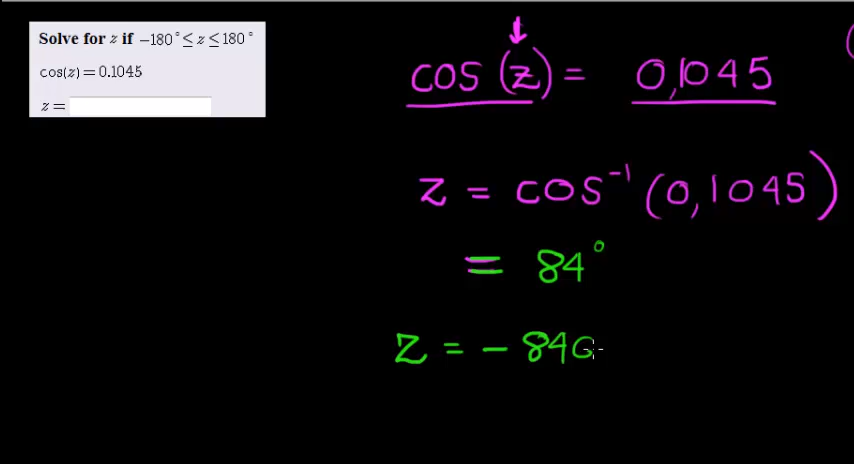 Solve for z if −180°≤ z ≤180°
cos(z)=0.1045
z=
cos(z)= 0,1045
z = cos⁻¹(0,1045)
= 84°
z = - 84